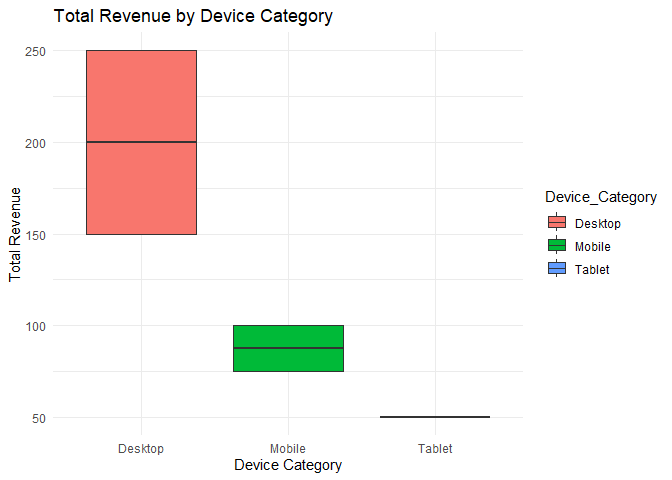 Total Revenue by Device Category
250
200
150
100
50
Total Revenue
Desktop
Mobile
Tablet
Device Category
Device_Category
Desktop
Mobile
Tablet